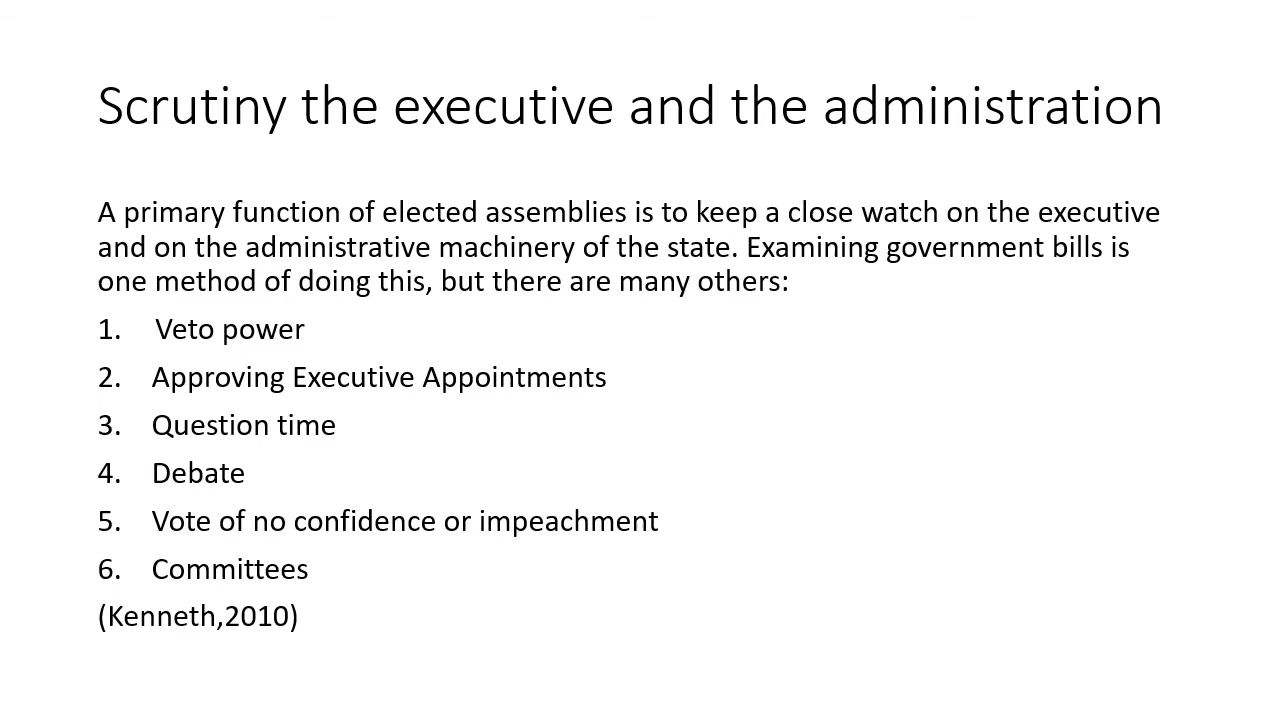 Scrutiny the executive and the administration
A primary function of elected assemblies is to keep a close watch on the executive
and on the administrative machinery of the state. Examining government bills is
one method of doing this, but there are many others:
1. Veto power
2. Approving Executive Appointments
3. Question time
4. Debate
5. Vote of no confidence or impeachment
6. Committees
(Kenneth,2010)